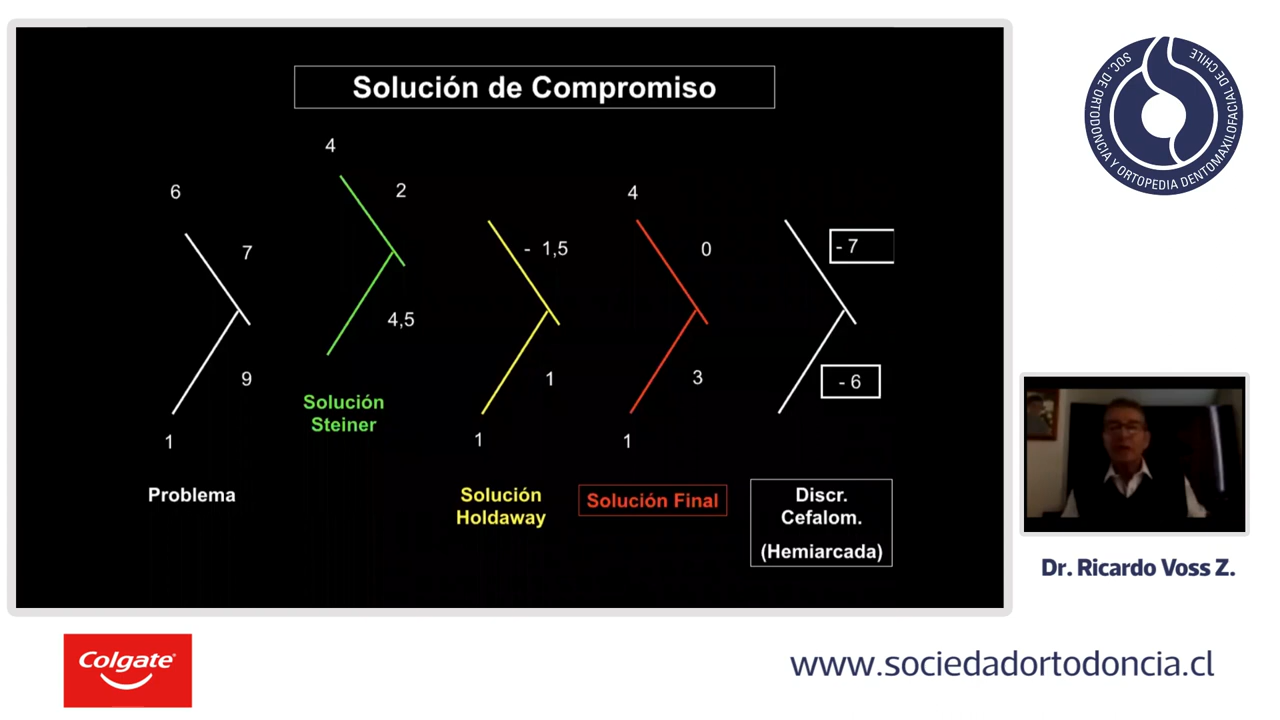 Solución de Compromiso
6
7
9
1
Problema
4
2
4,5
Solución
Steiner
- 1,5
1
1
Solución
Holdaway
4
0
3
1
Solución Final
- 7
- 6
Discr.
Cefalom.
(Hemiarcada)
SOC. DE ORTODONCIA Y ORTOPEDIA DENTOMAXILOFACIAL DE CHILE
Dr. Ricardo Voss Z.
Colgate®
www.sociedadortodoncia.cl